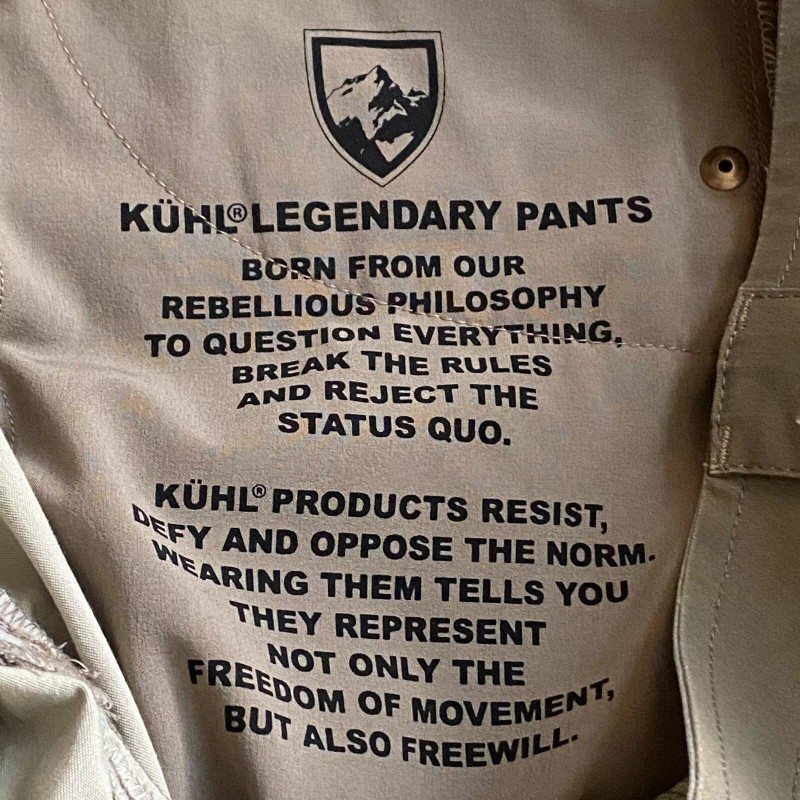 KÜHL® LEGENDARY PANTS
BORN FROM OUR
REBELLIOUS PHILOSOPHY
TO QUESTION EVERYTHING,
BREAK THE RULES
AND REJECT THE
STATUS QUO.
KÜHL® PRODUCTS RESIST,
DEFY AND OPPOSE THE NORM.
WEARING THEM TELLS YOU
THEY REPRESENT
NOT ONLY THE
FREEDOM OF MOVEMENT,
BUT ALSO FREEWILL.